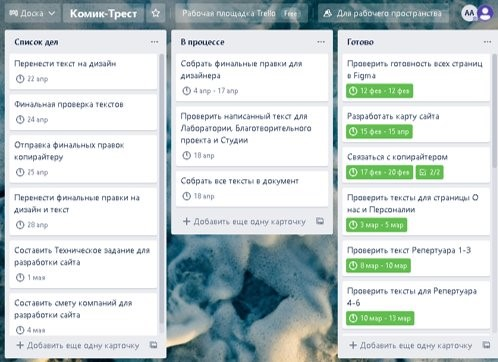 Доска
Комик-Трест
Рабочая площадка Trello
Free
Для рабочего пространства
AA
Список дел
Перенести текст на дизайн
22 апр
Финальная проверка текстов
24 апр
Отправка финальных правок
копирайтеру
25 апр
Перенести финальные правки на
дизайн и текст
28 апр
Составить Техническое задание для
разработки сайта
1 мая
Составить смету компаний для
разработки сайта
4 мая
+ Добавить еще одну карточку
В процессе
Собрать финальные правки для
дизайнера
4 апр - 17 апр
Проверить написанный текст для
Лаборатории, Благотворительного
проекта и Студии
18 апр
Собрать все тексты в документ
18 апр
+ Добавить еще одну карточку
Готово
Проверить готовность всех страниц
в Figma
12 фев - 12 фев
Разработать карту сайта
15 фев - 15 апр
Связаться с копирайтером
17 фев - 20 фев
2/2
Проверить тексты для страницы О
нас и Персоналии
3 мар - 5 мар
Проверить текст Репертуара 1-3
8 мар - 10 мар
Проверить тексты для Репертуара
4-6
10 мар - 13 мар
+ Добавить еще одну карточку